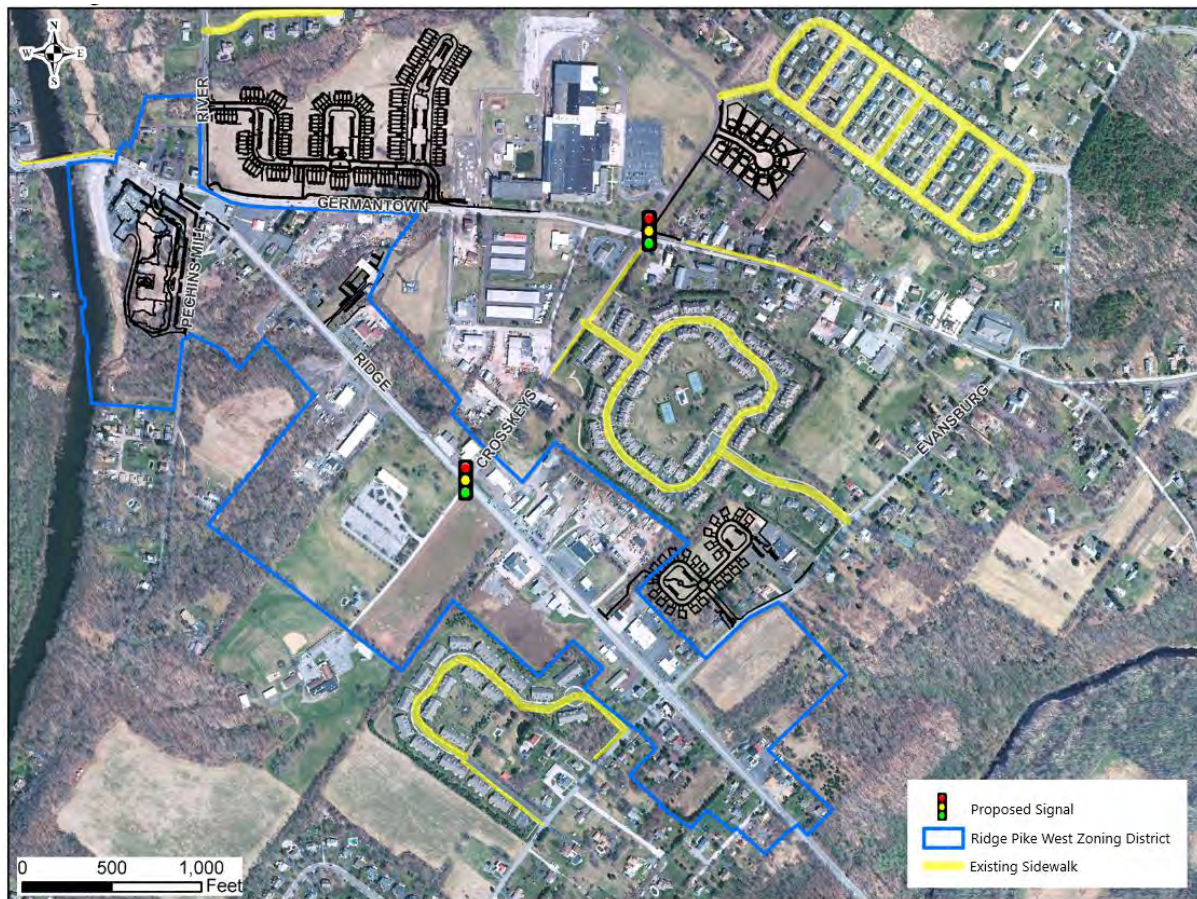 N
W E
S
RIVER
GERMANTOWN
PECHINS MILL
RIDGE
CROSSKEYS
EVANSBURG
Proposed Signal
Ridge Pike West Zoning District
Existing Sidewalk
0 500 1,000
Feet